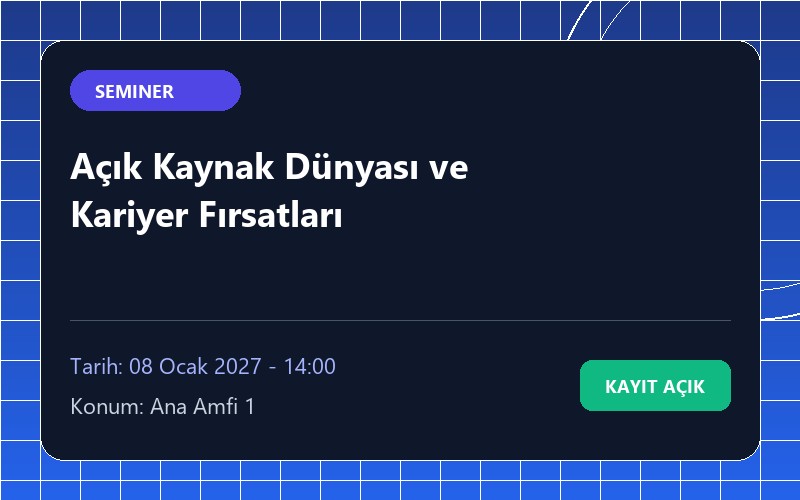 SEMINER
Açık Kaynak Dünyası ve
Kariyer Fırsatları
Tarih: 08 Ocak 2027 - 14:00
Konum: Ana Amfi 1
KAYIT AÇIK